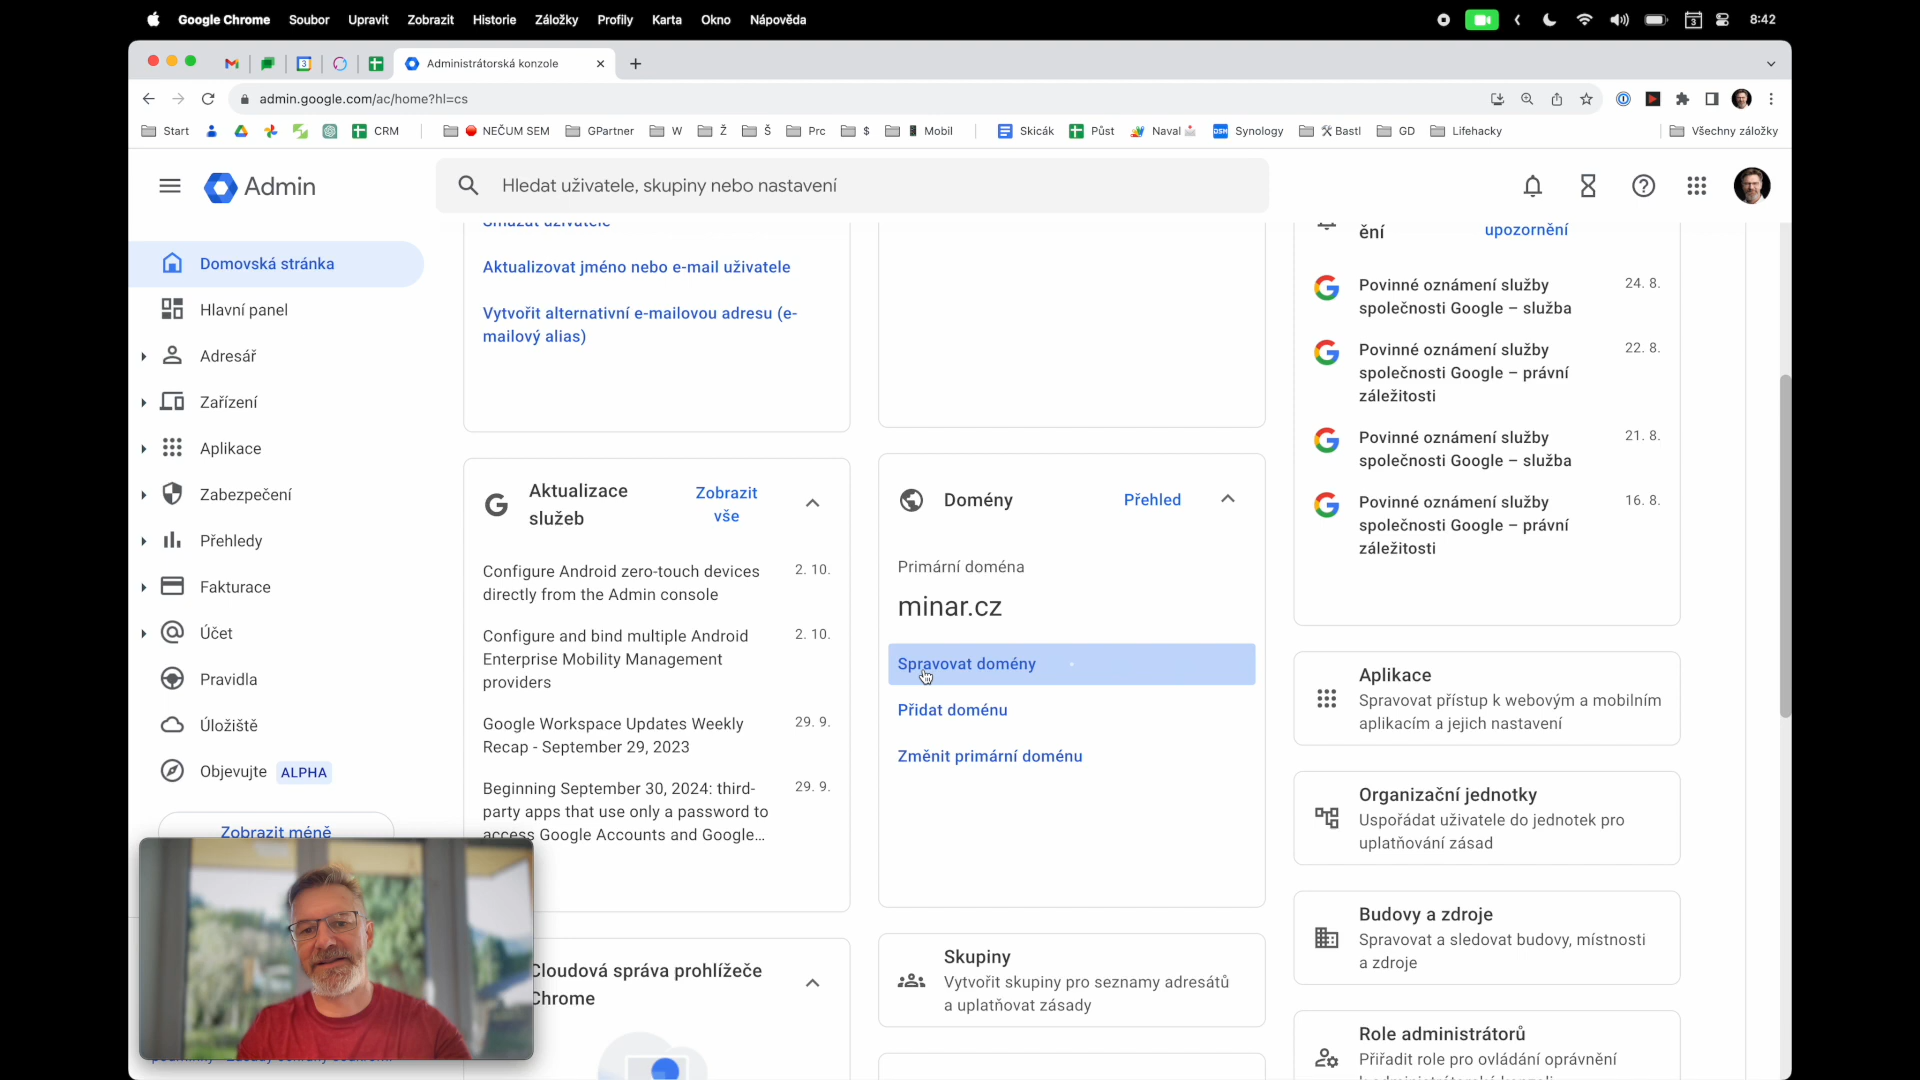 Google Chrome Soubor Upravit Zobrazit Historie Záložky Profily Karta Okno Nápověda
3
8:42
3
Administrátorská konzole
admin.google.com/ac/home?hl=cs
Start
CRM
NEČUM SEM
GPartner
W
Ž
Š
Prc
$
Mobil
Skicák
Půst
Naval
DSM
Synology
Bastl
GD
Lifehacky
Všechny záložky
Admin
Hledat uživatele, skupiny nebo nastavení
Domovská stránka
Hlavní panel
Adresář
Zařízení
Aplikace
Zabezpečení
Přehledy
Fakturace
Účet
Pravidla
Úložiště
Objevujte ALPHA
Zobrazit méně
Smazat uživatele
Aktualizovat jméno nebo e-mail uživatele
Vytvořit alternativní e-mailovou adresu (e-
mailový alias)
Aktualizace
služeb
Zobrazit
vše
Configure Android zero-touch devices
directly from the Admin console
2. 10.
Configure and bind multiple Android
Enterprise Mobility Management
providers
2. 10.
Google Workspace Updates Weekly
Recap - September 29, 2023
29. 9.
Beginning September 30, 2024: third-
party apps that use only a password to
access Google Accounts and Google…
29. 9.
Cloudová správa prohlížeče
Chrome
Domény
Přehled
Primární doména
minar.cz
Spravovat domény
Přidat doménu
Změnit primární doménu
Skupiny
Vytvořit skupiny pro seznamy adresátů
a uplatňovat zásady
ění
upozornění
Povinné oznámení služby
společnosti Google – služba
24. 8.
Povinné oznámení služby
společnosti Google – právní
záležitosti
22. 8.
Povinné oznámení služby
společnosti Google – služba
21. 8.
Povinné oznámení služby
společnosti Google – právní
záležitosti
16. 8.
Aplikace
Spravovat přístup k webovým a mobilním
aplikacím a jejich nastavení
Organizační jednotky
Uspořádat uživatele do jednotek pro
uplatňování zásad
Budovy a zdroje
Spravovat a sledovat budovy, místnosti
a zdroje
Role administrátorů
Přiřadit role pro ovládání oprávnění